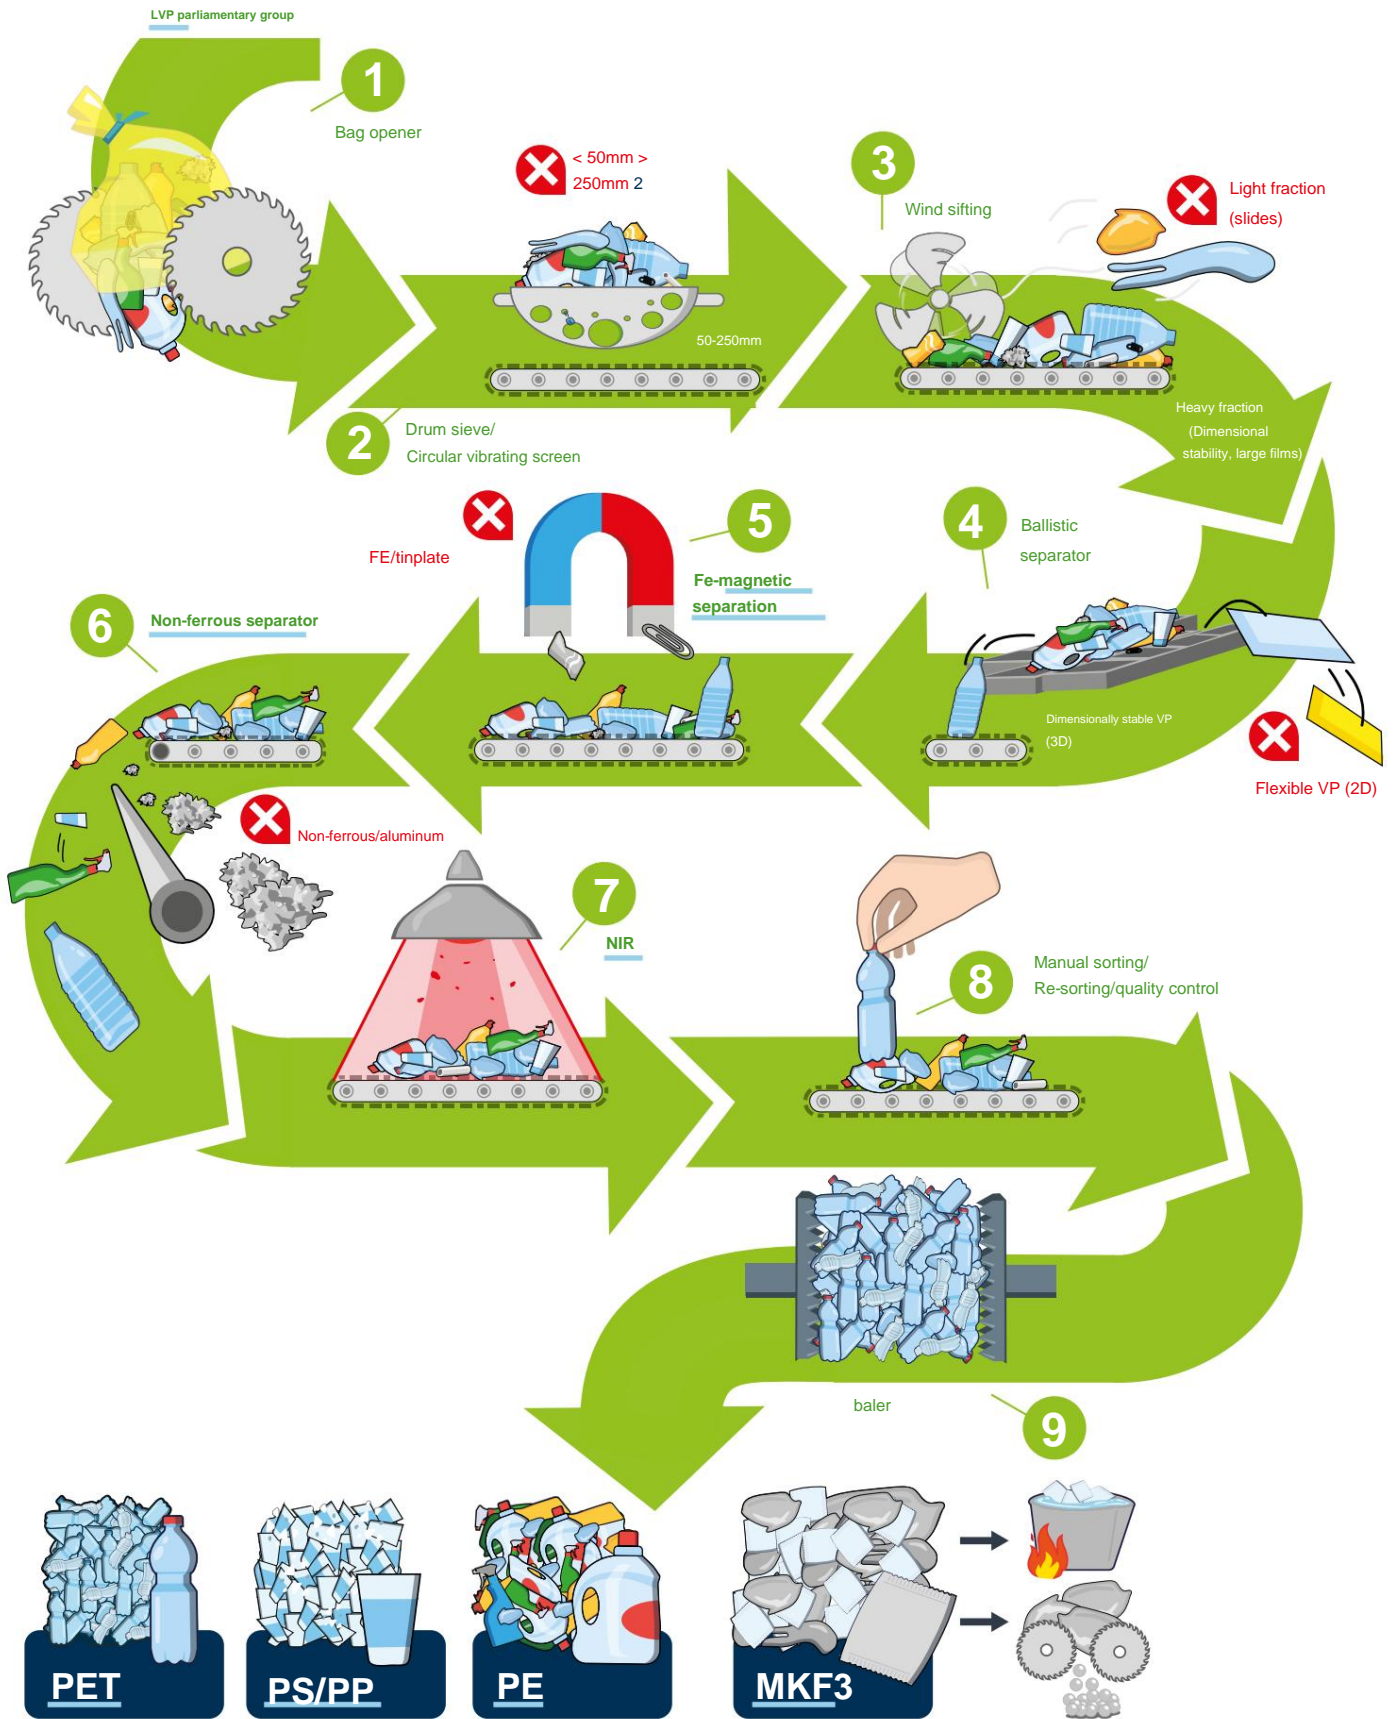 LVP parliamentary group
1
Bag opener
< 50mm >
250mm 2
50-250mm
2
Drum sieve/
Circular vibrating screen
3
Wind sifting
Light fraction
(slides)
Heavy fraction
(Dimensional
stability, large films)
4
Ballistic
separator
Dimensionally stable VP
(3D)
Flexible VP (2D)
5
Fe-magnetic
separation
FE/tinplate
6
Non-ferrous separator
Non-ferrous/aluminum
7
NIR
8
Manual sorting/
Re-sorting/quality control
baler
9
PET
PS/PP
PE
MKF3